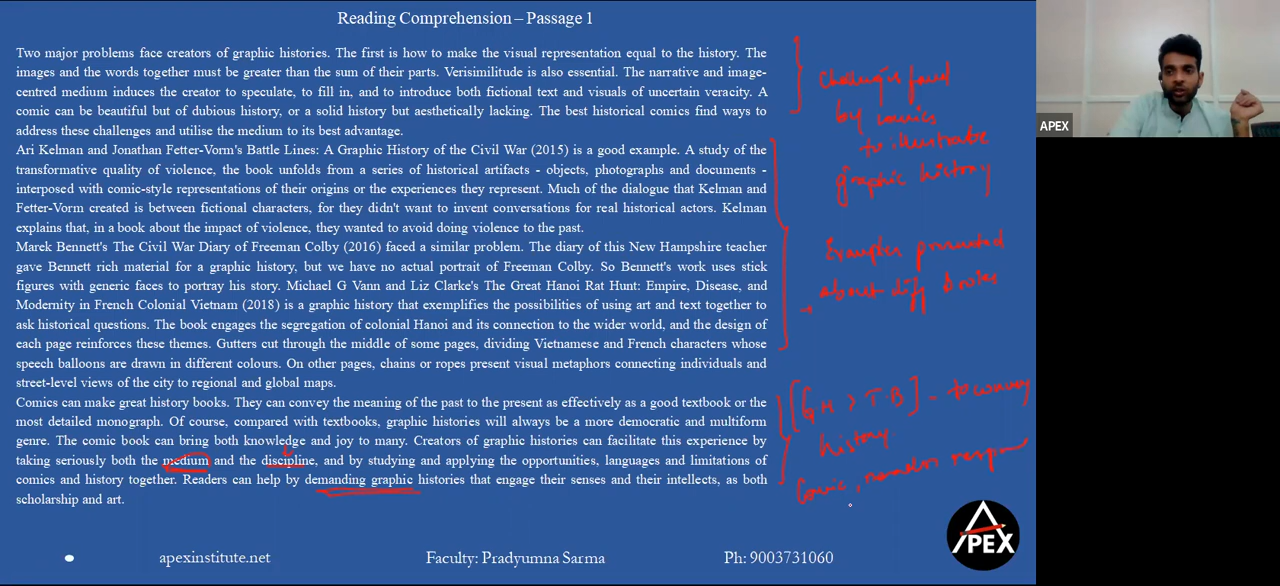 Reading Comprehension – Passage 1
Two major problems face creators of graphic histories. The first is how to make the visual representation equal to the history. The
images and the words together must be greater than the sum of their parts. Verisimilitude is also essential. The narrative and image-
centred medium induces the creator to speculate, to fill in, and to introduce both fictional text and visuals of uncertain veracity. A
comic can be beautiful but of dubious history, or a solid history but aesthetically lacking. The best historical comics find ways to
address these challenges and utilise the medium to its best advantage.
Ari Kelman and Jonathan Fetter-Vorm's Battle Lines: A Graphic History of the Civil War (2015) is a good example. A study of the
transformative quality of violence, the book unfolds from a series of historical artifacts - objects, photographs and documents -
interposed with comic-style representations of their origins or the experiences they represent. Much of the dialogue that Kelman and
Fetter-Vorm created is between fictional characters, for they didn't want to invent conversations for real historical actors. Kelman
explains that, in a book about the impact of violence, they wanted to avoid doing violence to the past.
Marek Bennett's The Civil War Diary of Freeman Colby (2016) faced a similar problem. The diary of this New Hampshire teacher
gave Bennett rich material for a graphic history, but we have no actual portrait of Freeman Colby. So Bennett's work uses stick
figures with generic faces to portray his story. Michael G Vann and Liz Clarke's The Great Hanoi Rat Hunt: Empire, Disease, and
Modernity in French Colonial Vietnam (2018) is a graphic history that exemplifies the possibilities of using art and text together to
ask historical questions. The book engages the segregation of colonial Hanoi and its connection to the wider world, and the design of
each page reinforces these themes. Gutters cut through the middle of some pages, dividing Vietnamese and French characters whose
speech balloons are drawn in different colours. On other pages, chains or ropes present visual metaphors connecting individuals and
street-level views of the city to regional and global maps.
Comics can make great history books. They can convey the meaning of the past to the present as effectively as a good textbook or the
most detailed monograph. Of course, compared with textbooks, graphic histories will always be a more democratic and multiform
genre. The comic book can bring both knowledge and joy to many. Creators of graphic histories can facilitate this experience by
taking seriously both the medium and the discipline, and by studying and applying the opportunities, languages and limitations of
comics and history together. Readers can help by demanding graphic histories that engage their senses and their intellects, as both
scholarship and art.
Challenges faced
by comics
to illustrate
graphic history
Examples presented
about diff books
[G H > T.B] - to convey
history
Comic, readers
APEX
APEX
apexinstitute.net
Faculty: Pradyumna Sarma
Ph: 9003731060